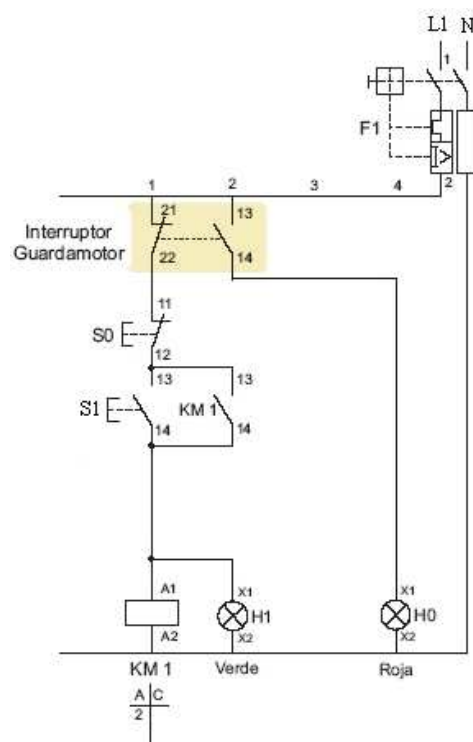 L1 N
1
F1
2
1 2 3 4
Interruptor
Guardamotor
21 13
22 14
11
S0
12
13 13
S1 KM 1
14 14
A1 X1 X1
H1 H0
A2 X2 X2
KM 1 Verde Roja
A C
2